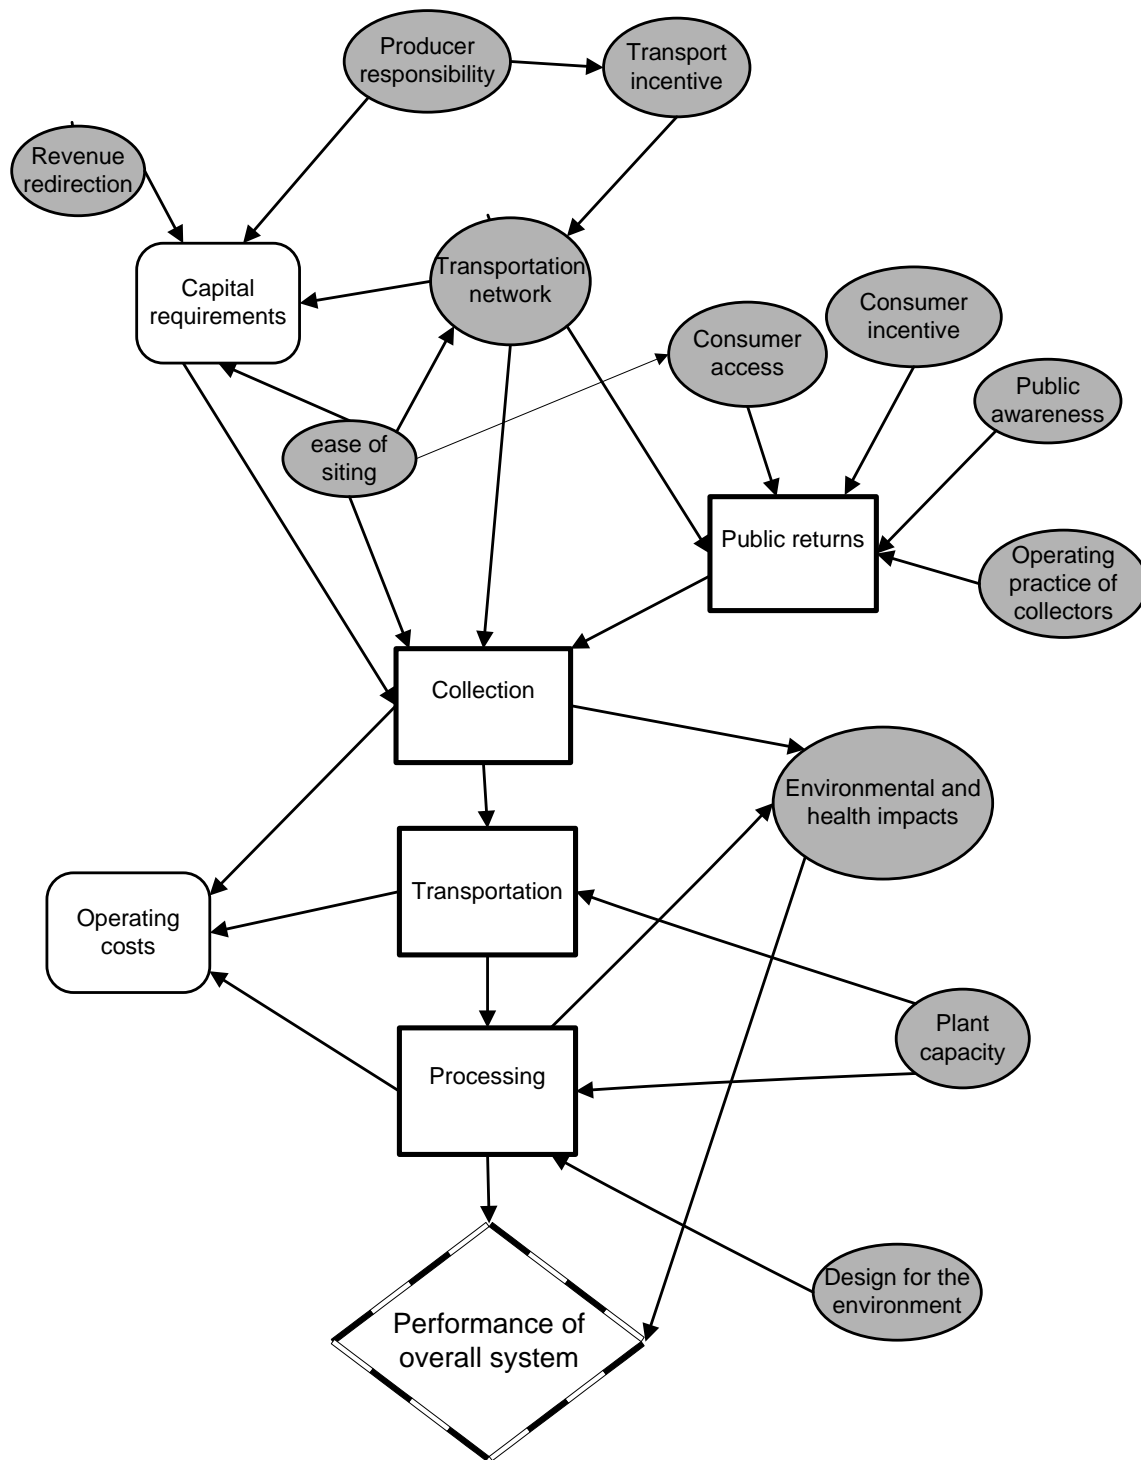 Producer
responsibility
Transport
incentive
Revenue
redirection
Capital
requirements
Transportation
network
Consumer
access
Consumer
incentive
Public
awareness
ease of
siting
Public returns
Operating
practice of
collectors
Collection
Environmental and
health impacts
Transportation
Operating
costs
Plant
capacity
Processing
Design for the
environment
Performance of
overall system